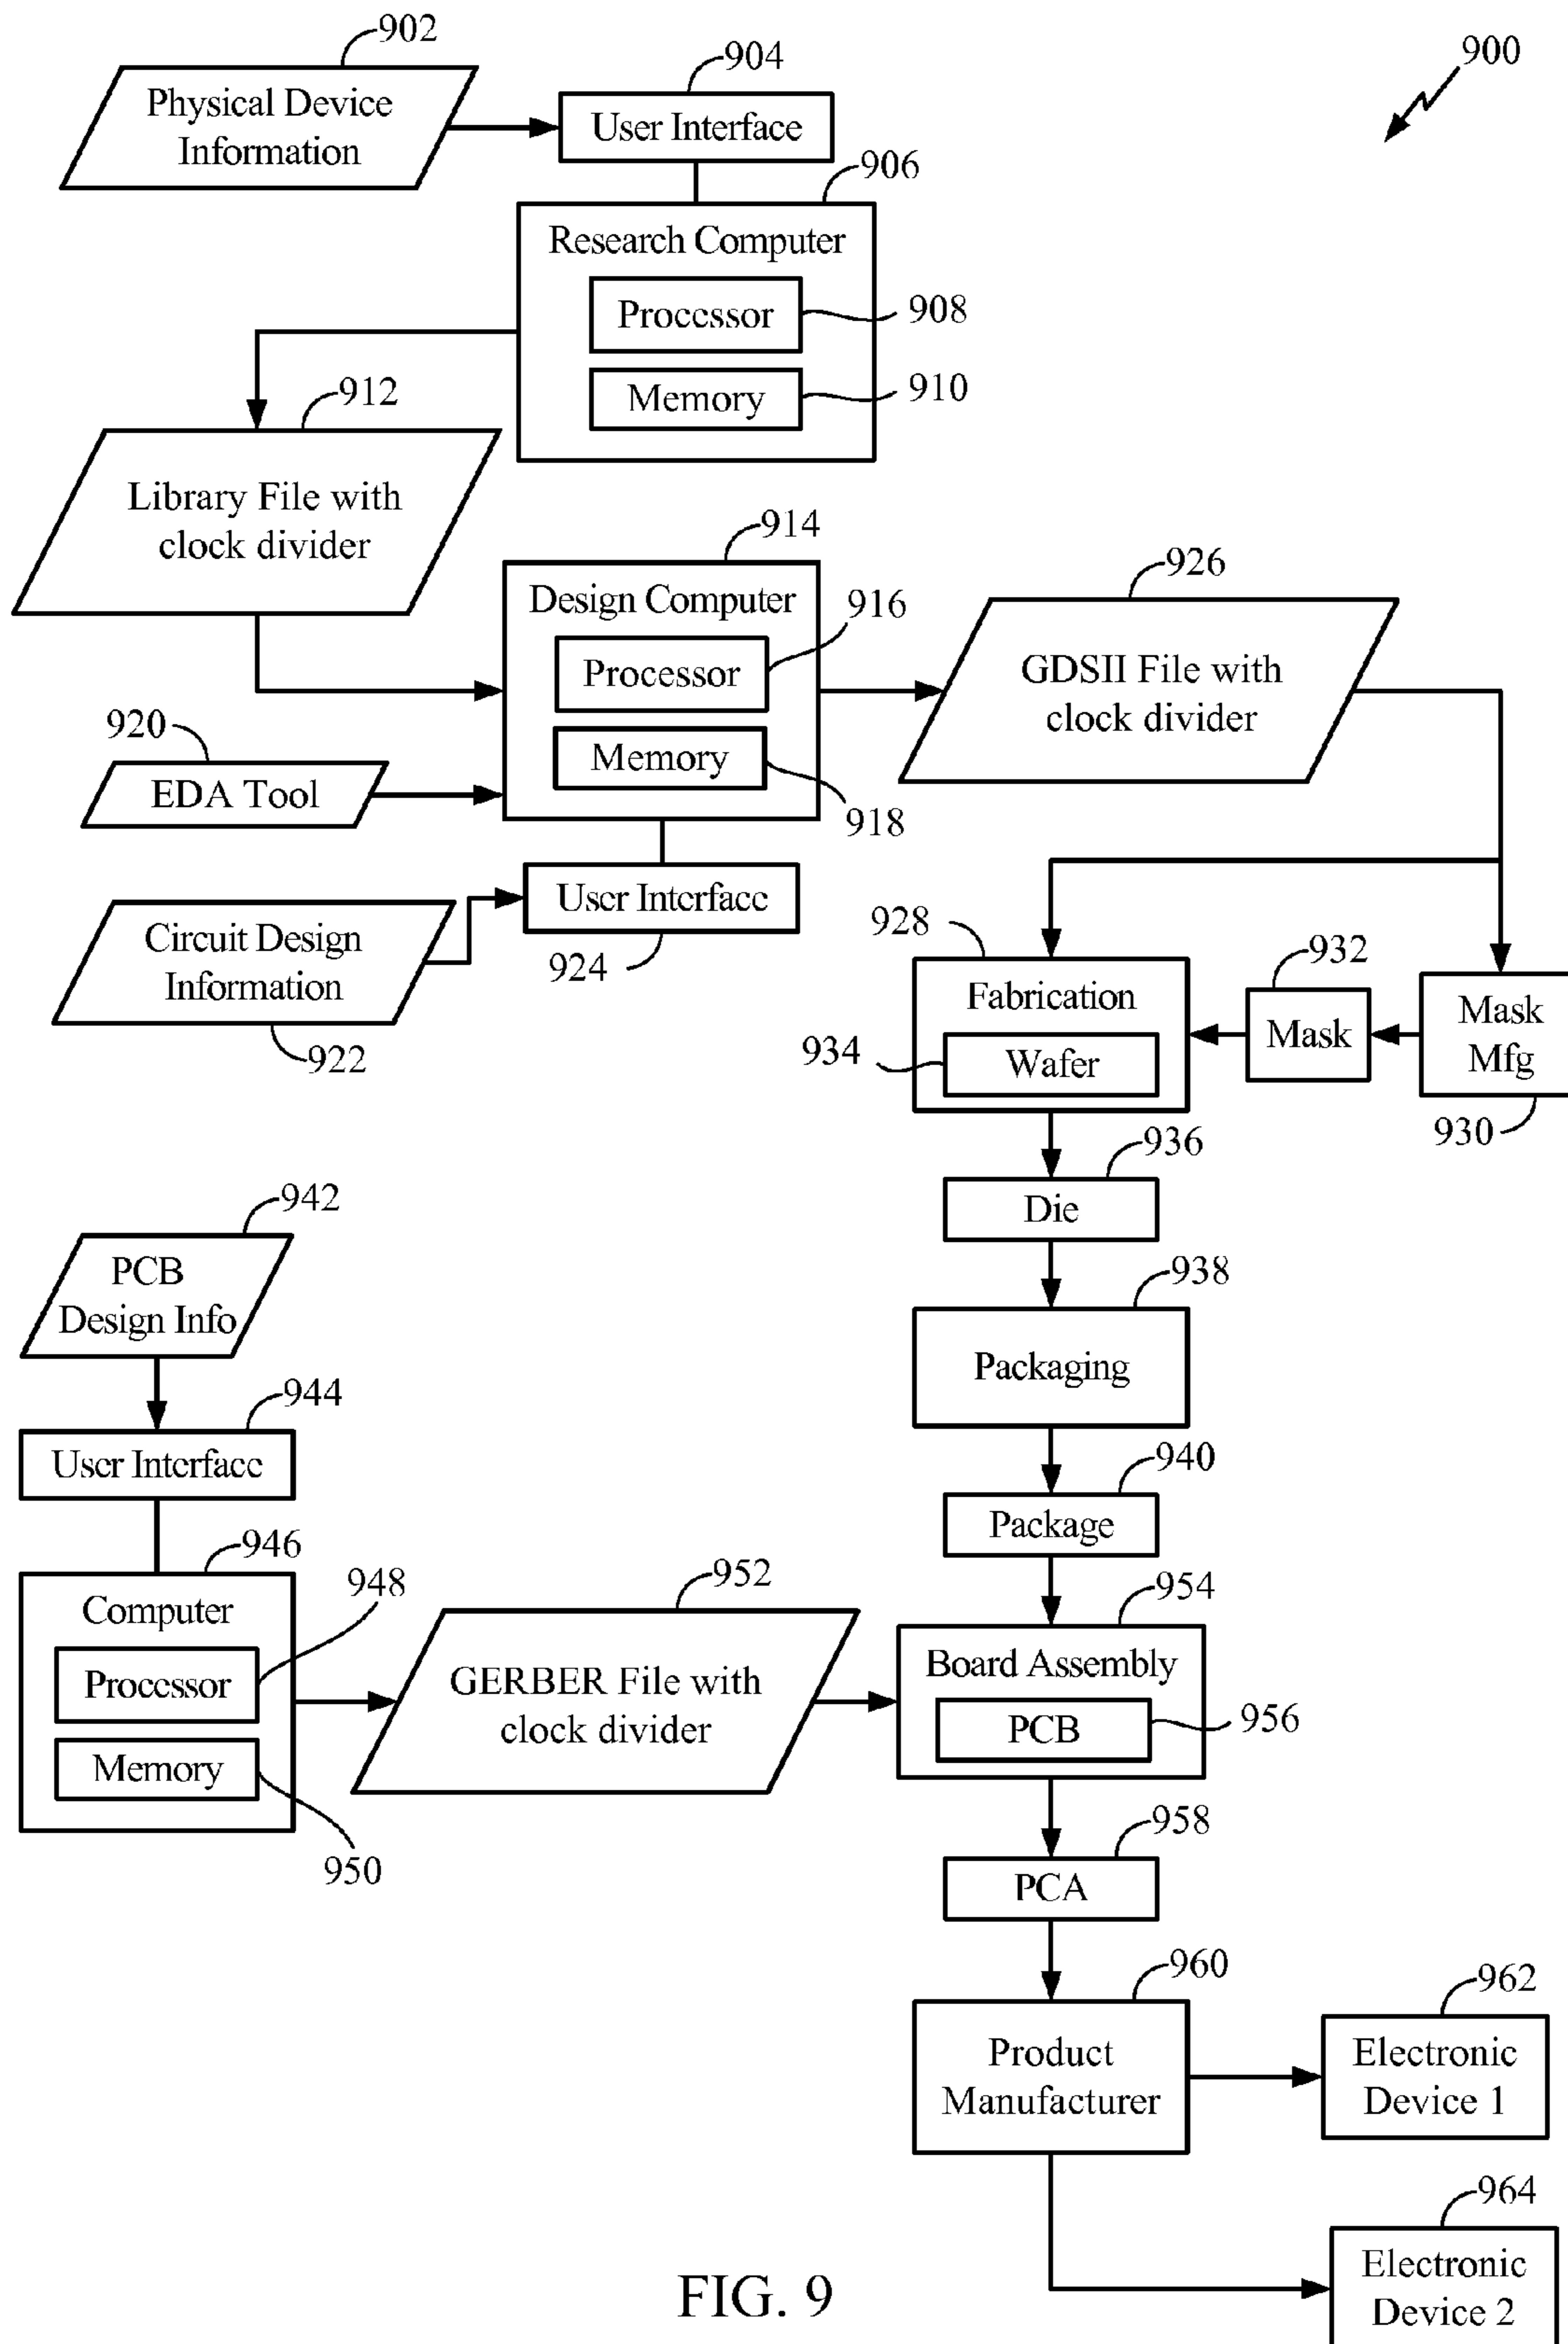 902
904
900
Physical Device
Information
User Interface
906
Research Computer
Processor
908
Memory
910
912
Library File with
clock divider
914
926
Design Computer
916
Processor
GDSII File with
clock divider
920
Memory
EDA Tool
918
User Interface
Circuit Design
Information
924
922
928
932
Fabrication
Mask
Mask
Mfg
934
Wafer
930
936
Die
942
938
PCB
Design Info
Packaging
944
User Interface
940
Package
946
948
952
954
Computer
Processor
Memory
950
GERBER File with
clock divider
Board Assembly
PCB
956
958
PCA
960
962
Product
Manufacturer
Electronic
Device 1
964
Electronic
Device 2
FIG. 9